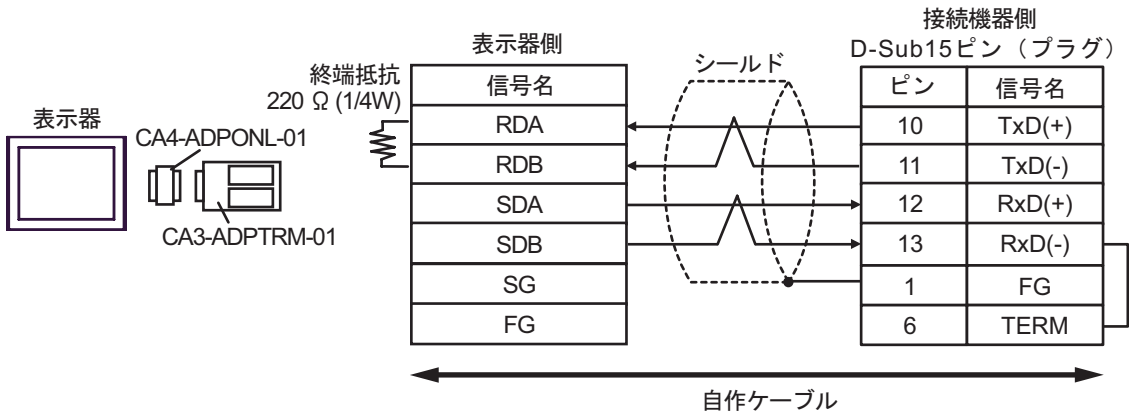 接続機器側
表示器側
シールド
D-Sub15ピン（プラグ）
終端抵抗
220 Ω (1/4W)
信号名
ピン 信号名
表示器
CA4-ADPONL-01
CA3-ADPTRM-01
RDA
10 TxD(+)
RDB
11 TxD(-)
SDA
12 RxD(+)
SDB
13 RxD(-)
SG
1 FG
FG
6 TERM
自作ケーブル